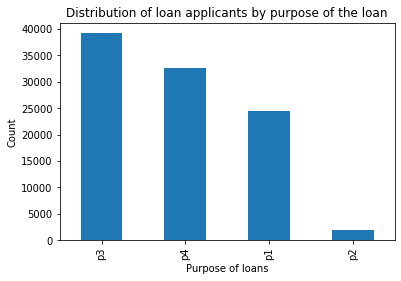 Distribution of loan applicants by purpose of the loan
40000
35000
30000
25000
20000
15000
10000
5000
0
Count
p3
p4
p1
p2
Purpose of loans